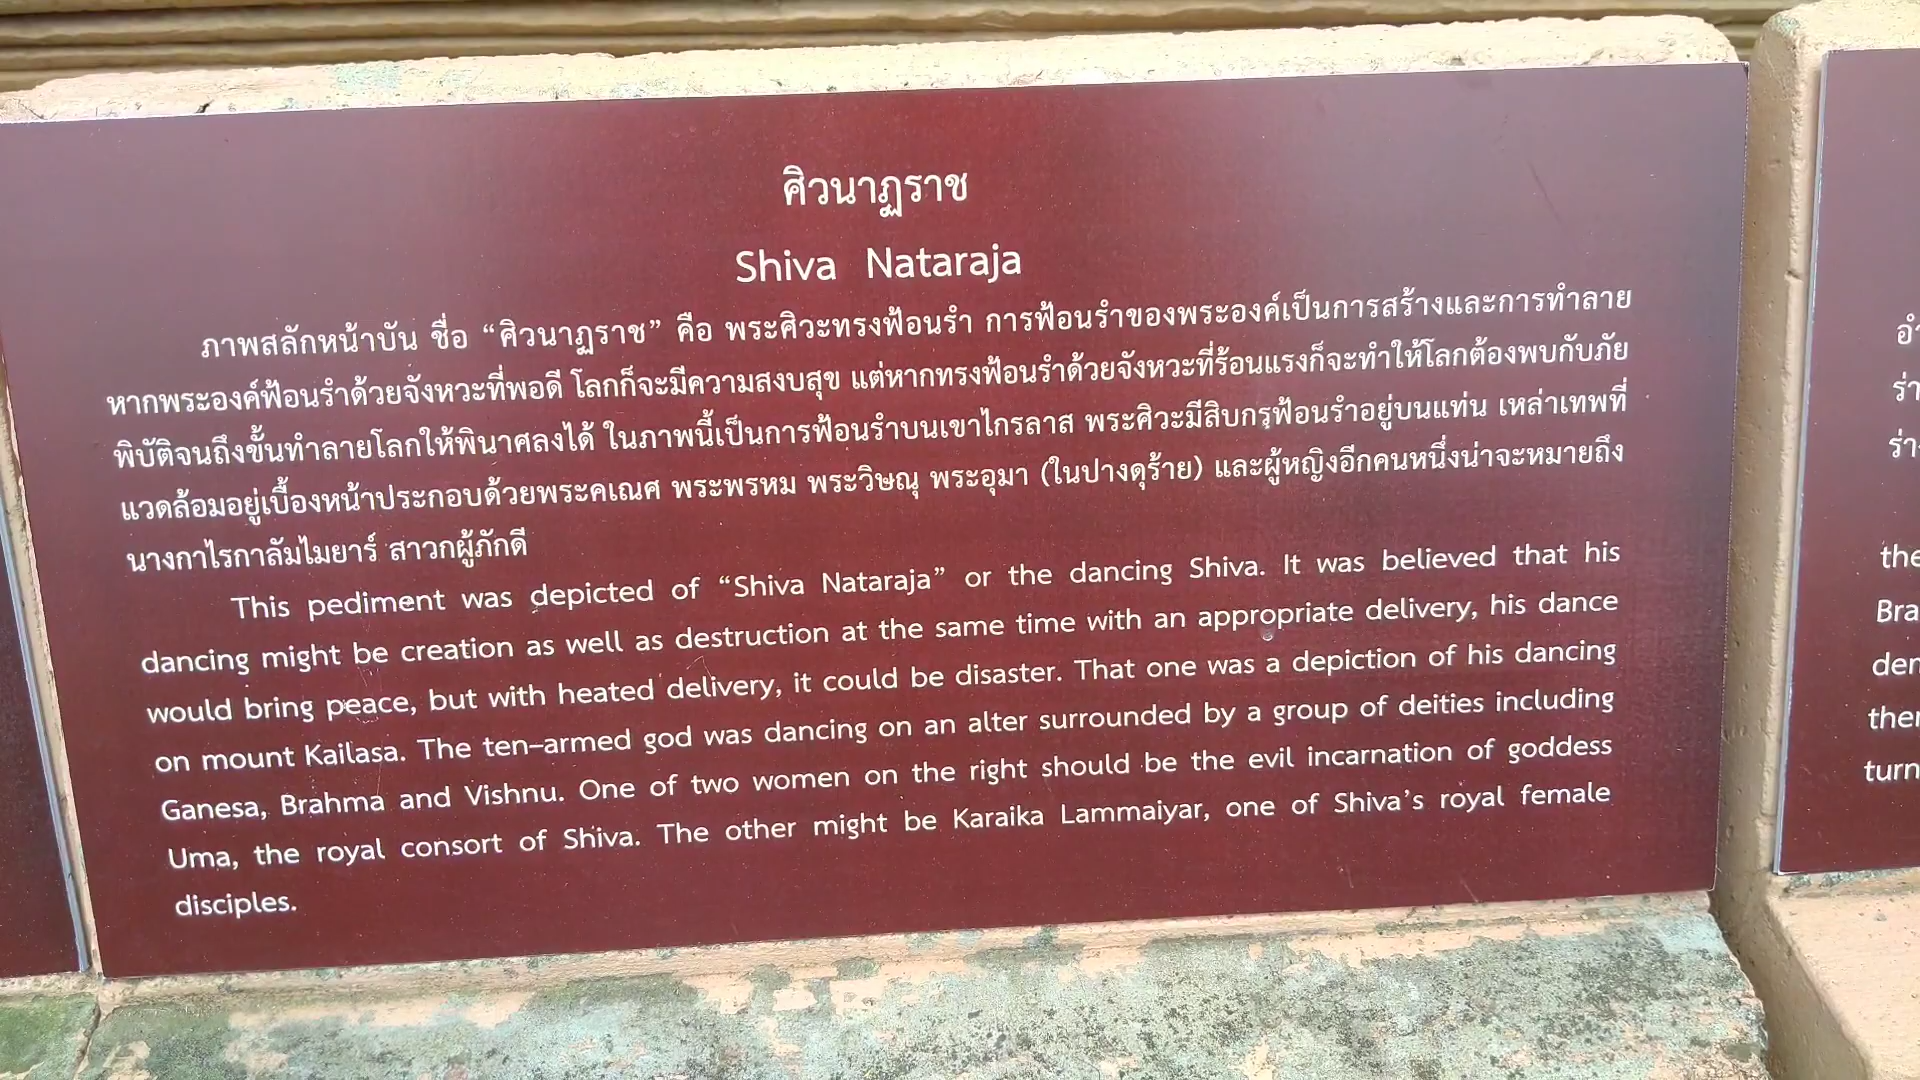 ศิวนาฏราช
Shiva Nataraja
ภาพสลักหน้าบัน ชื่อ “ศิวนาฏราช” คือ พระศิวะทรงฟ้อนรำ การฟ้อนรำของพระองค์เป็นการสร้างและการทำลาย
หากพระองค์ฟ้อนรำด้วยจังหวะที่พอดี โลกก็จะมีความสงบสุข แต่หากทรงฟ้อนรำด้วยจังหวะที่ร้อนแรงก็จะทำให้โลกต้องพบกับภัย
พิบัติจนถึงขั้นทำลายโลกให้พินาศลงได้ ในภาพนี้เป็นการฟ้อนรำบนเขาไกรลาส พระศิวะมีสิบกรฟ้อนรำอยู่บนแท่น เหล่าเทพที่
แวดล้อมอยู่เบื้องหน้าประกอบด้วยพระคเณศ พระพรหม พระวิษณุ พระอุมา (ในปางดุร้าย) และผู้หญิงอีกคนหนึ่งน่าจะหมายถึง
นางกาไรกาลัมไมยาร์ สาวกผู้ภักดี
This pediment was depicted of “Shiva Nataraja” or the dancing Shiva. It was believed that his
dancing might be creation as well as destruction at the same time with an appropriate delivery, his dance
would bring peace, but with heated delivery, it could be disaster. That one was a depiction of his dancing
on mount Kailasa. The ten–armed god was dancing on an alter surrounded by a group of deities including
Ganesa, Brahma and Vishnu. One of two women on the right should be the evil incarnation of goddess
Uma, the royal consort of Shiva. The other might be Karaika Lammaiyar, one of Shiva’s royal female
disciples.
the
turn